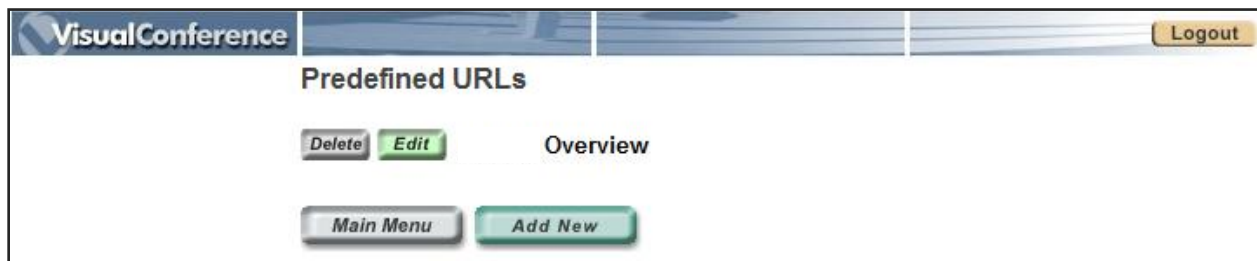 VisualConference Logout
Predefined URLs
Delete Edit Overview
Main Menu Add New